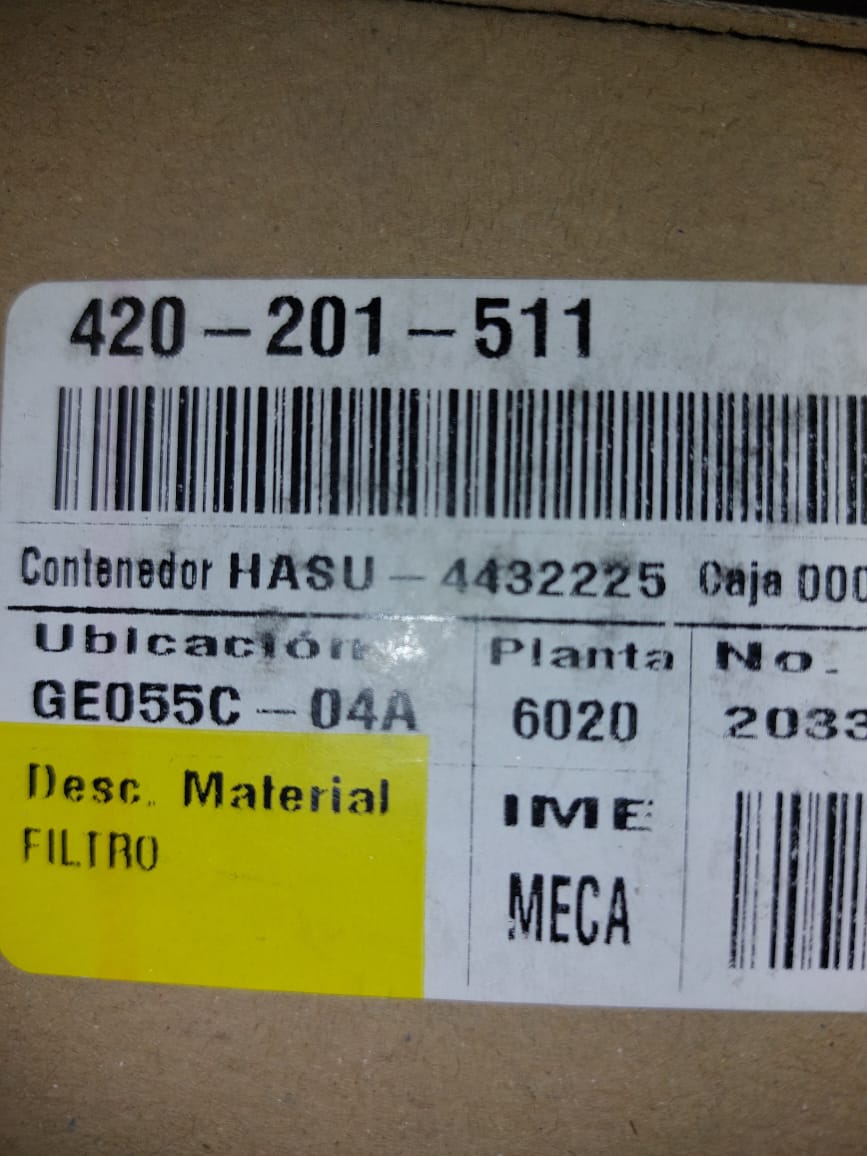 420-201-511
Contenedor HASU-4432225 Caja 000
Ubicación Planta No.
GE055C-04A 6020 2033
Desc. Material IME
FILTRO MECA